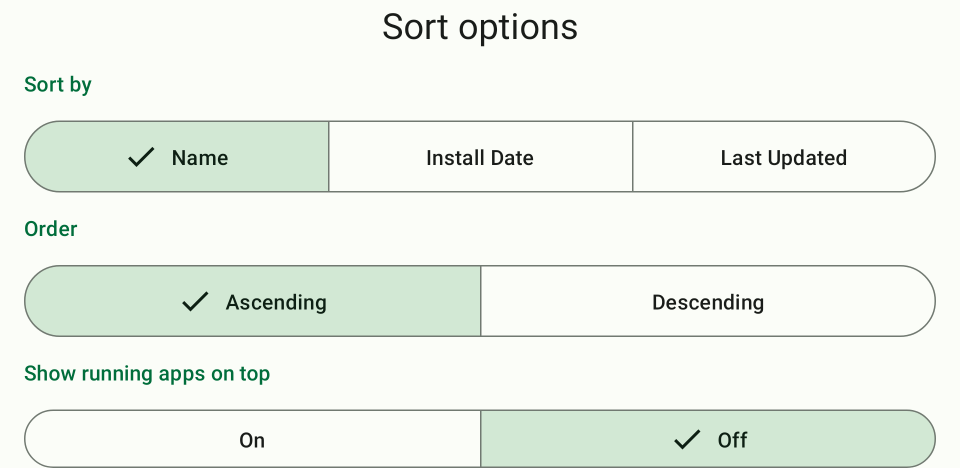 Sort options
Sort by
Name
Install Date
Last Updated
Order
Ascending
Descending
Show running apps on top
On
Off